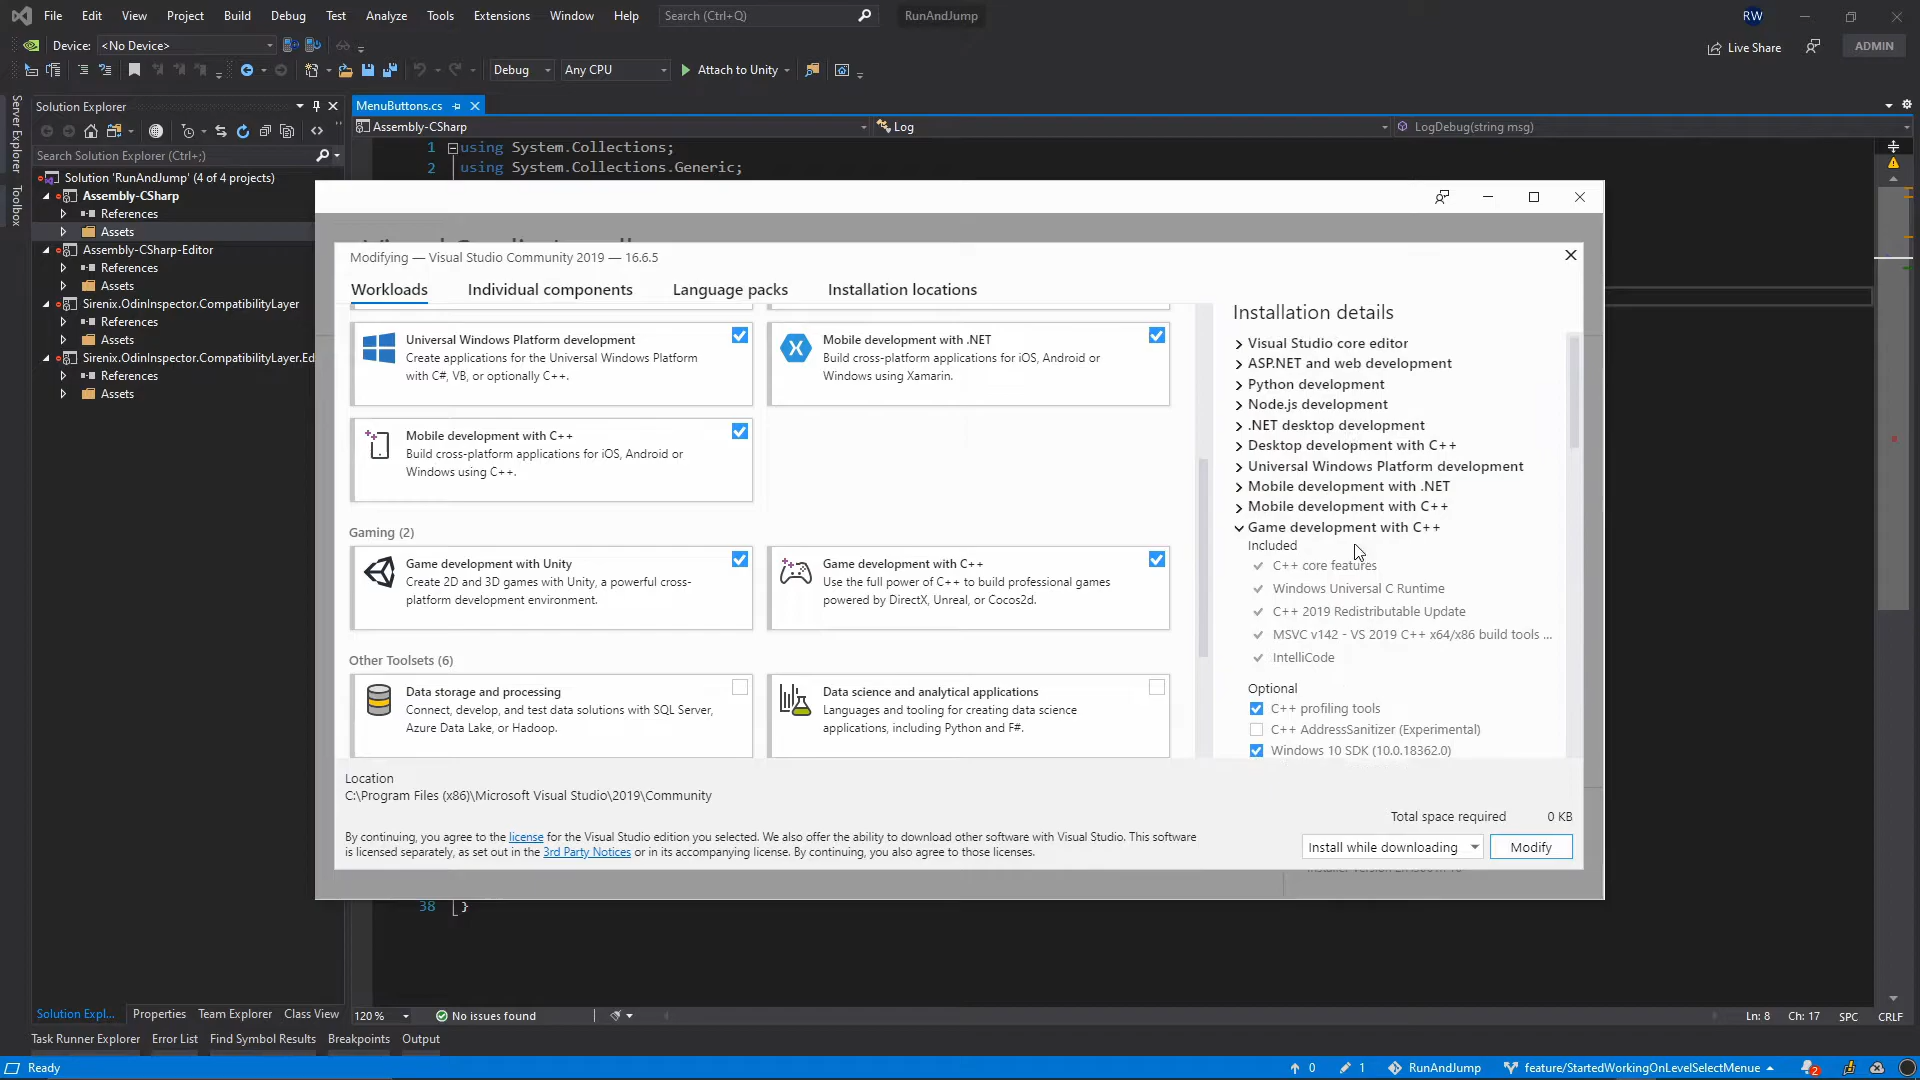 File Edit View Project Build Debug Test Analyze Tools Extensions Window Help Search (Ctrl+Q) RunAndJump RW
Device: <No Device> Live Share ADMIN
Debug Any CPU Attach to Unity
Server Explorer
Toolbox
Solution Explorer
Search Solution Explorer (Ctrl+;)
Solution 'RunAndJump' (4 of 4 projects)
Assembly-CSharp
References
Assets
Assembly-CSharp-Editor
References
Assets
Sirenix.OdinInspector.CompatibilityLayer
References
Assets
Sirenix.OdinInspector.CompatibilityLayer.Ed
References
Assets
MenuButtons.cs
Assembly-CSharp Log LogDebug(string msg)
1 using System.Collections;
2 using System.Collections.Generic;
Modifying — Visual Studio Community 2019 — 16.6.5
Workloads Individual components Language packs Installation locations
Universal Windows Platform development
Create applications for the Universal Windows Platform
with C#, VB, or optionally C++.
Mobile development with .NET
Build cross-platform applications for iOS, Android or
Windows using Xamarin.
Mobile development with C++
Build cross-platform applications for iOS, Android or
Windows using C++.
Gaming (2)
Game development with Unity
Create 2D and 3D games with Unity, a powerful cross-
platform development environment.
Game development with C++
Use the full power of C++ to build professional games
powered by DirectX, Unreal, or Cocos2d.
Other Toolsets (6)
Data storage and processing
Connect, develop, and test data solutions with SQL Server,
Azure Data Lake, or Hadoop.
Data science and analytical applications
Languages and tooling for creating data science
applications, including Python and F#.
Installation details
Visual Studio core editor
ASP.NET and web development
Python development
Node.js development
.NET desktop development
Desktop development with C++
Universal Windows Platform development
Mobile development with .NET
Mobile development with C++
Game development with C++
Included
C++ core features
Windows Universal C Runtime
C++ 2019 Redistributable Update
MSVC v142 - VS 2019 C++ x64/x86 build tools ...
IntelliCode
Optional
C++ profiling tools
C++ AddressSanitizer (Experimental)
Windows 10 SDK (10.0.18362.0)
Location
C:\Program Files (x86)\Microsoft Visual Studio\2019\Community
Total space required 0 KB
By continuing, you agree to the license for the Visual Studio edition you selected. We also offer the ability to download other software with Visual Studio. This software
is licensed separately, as set out in the 3rd Party Notices or in its accompanying license. By continuing, you also agree to those licenses.
Install while downloading Modify
38 }
Solution Expl... Properties Team Explorer Class View
120 % No issues found Ln: 8 Ch: 17 SPC CRLF
Task Runner Explorer Error List Find Symbol Results Breakpoints Output
Ready 0 1 RunAndJump feature/StartedWorkingOnLevelSelectMenue 2